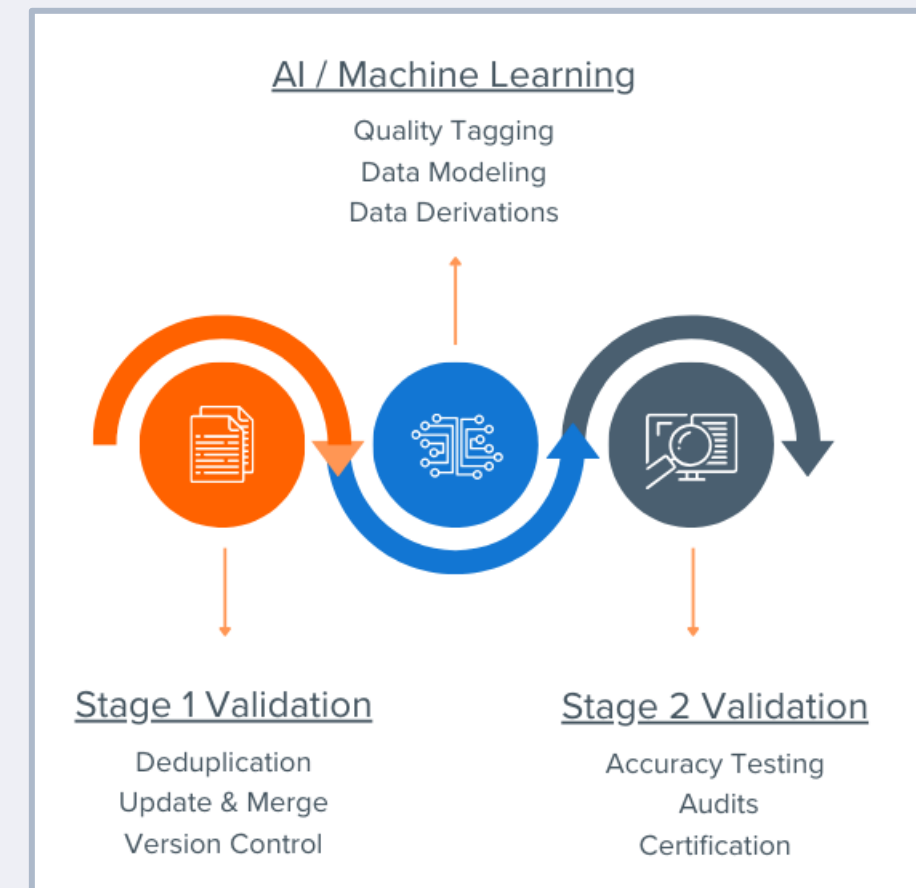 AI / Machine Learning
Quality Tagging
Data Modeling
Data Derivations
Stage 1 Validation
Deduplication
Update & Merge
Version Control
Stage 2 Validation
Accuracy Testing
Audits
Certification